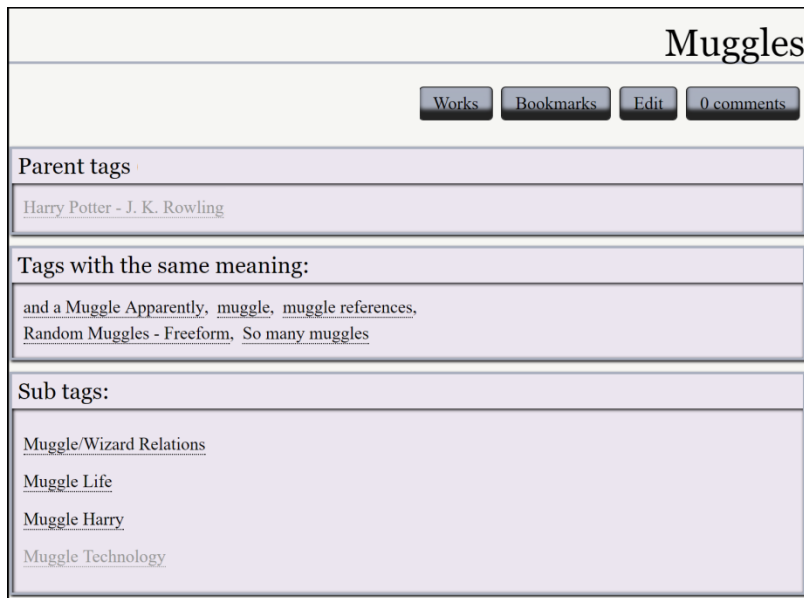 Muggles
Works Bookmarks Edit 0 comments
Parent tags
Harry Potter - J. K. Rowling
Tags with the same meaning:
and a Muggle Apparently, muggle, muggle references,
Random Muggles - Freeform, So many muggles
Sub tags:
Muggle/Wizard Relations
Muggle Life
Muggle Harry
Muggle Technology